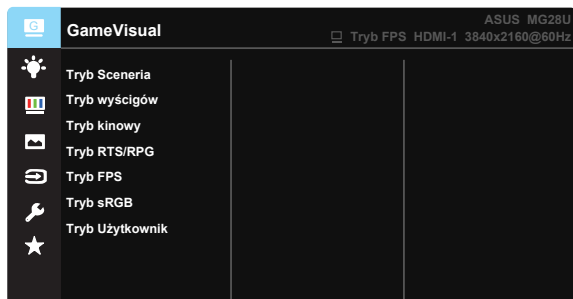 G
GameVisual
ASUS MG28U
Tryb FPS HDMI-1 3840x2160@60Hz
Tryb Sceneria
Tryb wyścigów
Tryb kinowy
Tryb RTS/RPG
Tryb FPS
Tryb sRGB
Tryb Użytkownik